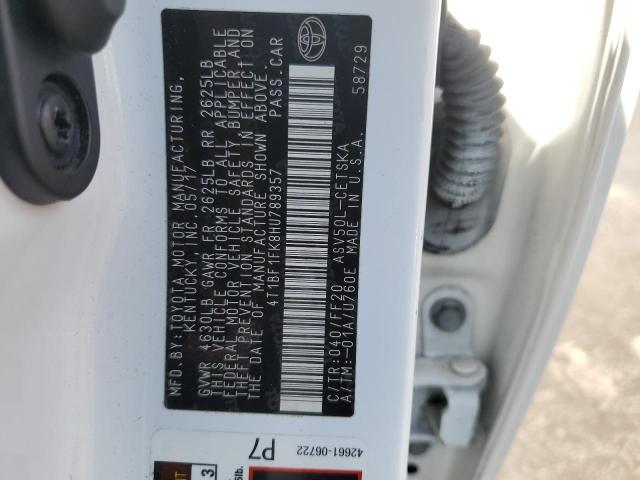 MFD.BY: TOYOTA MOTOR MANUFACTURING,
KENTUCKY, INC. 05/17
GVWR 4630LB GAWR FR 2625LB RR 2625LB
THIS VEHICLE CONFORMS TO ALL APPLICABLE
FEDERAL MOTOR VEHICLE SAFETY, BUMPER, AND
THEFT PREVENTION STANDARDS IN EFFECT ON
THE DATE OF MANUFACTURE SHOWN ABOVE.
4T1BF1FK8HU789357 PASS. CAR
58729
C/TR:040/FF20 ASV50L-CETSKA
A/TM:-01A/U760E MADE IN U.S.A.
42661-06722
P7
3